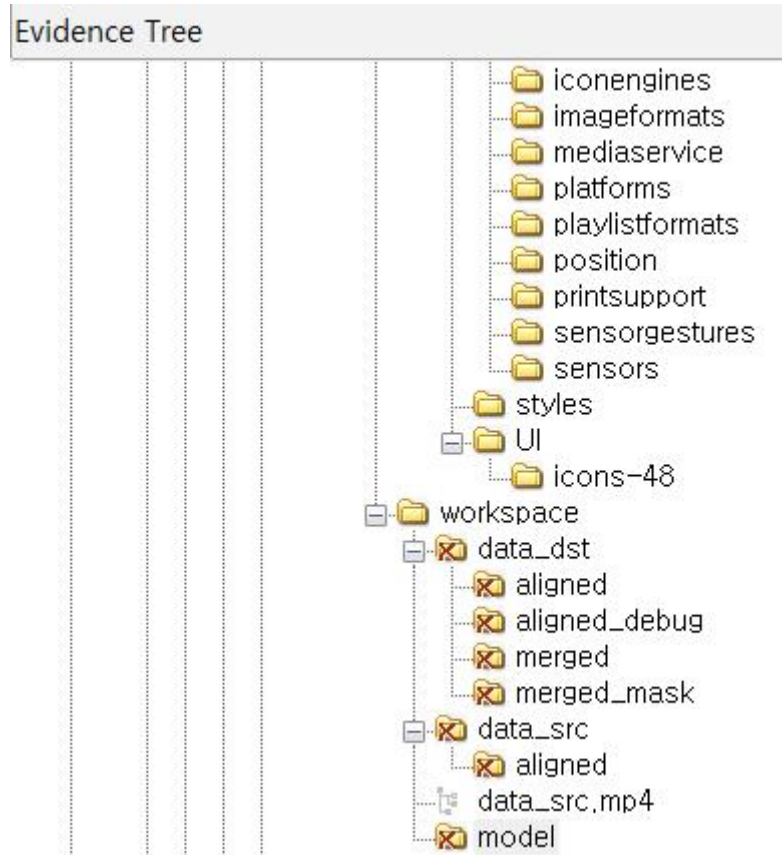 Evidence Tree
iconengines
imageformats
mediaservice
platforms
playlistformats
position
printsupport
sensorgestures
sensors
styles
UI
icons-48
workspace
data_dst
aligned
aligned_debug
merged
merged_mask
data_src
aligned
data_src.mp4
model